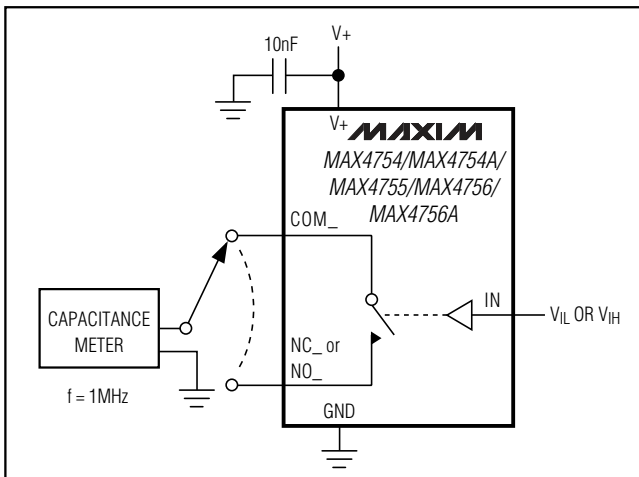 10nF
V+
V+
MAXIM
MAX4754/MAX4754A/
MAX4755/MAX4756/
MAX4756A
COM_
IN
VIL OR VIH
CAPACITANCE
METER
NC_ or
NO_
f = 1MHz
GND